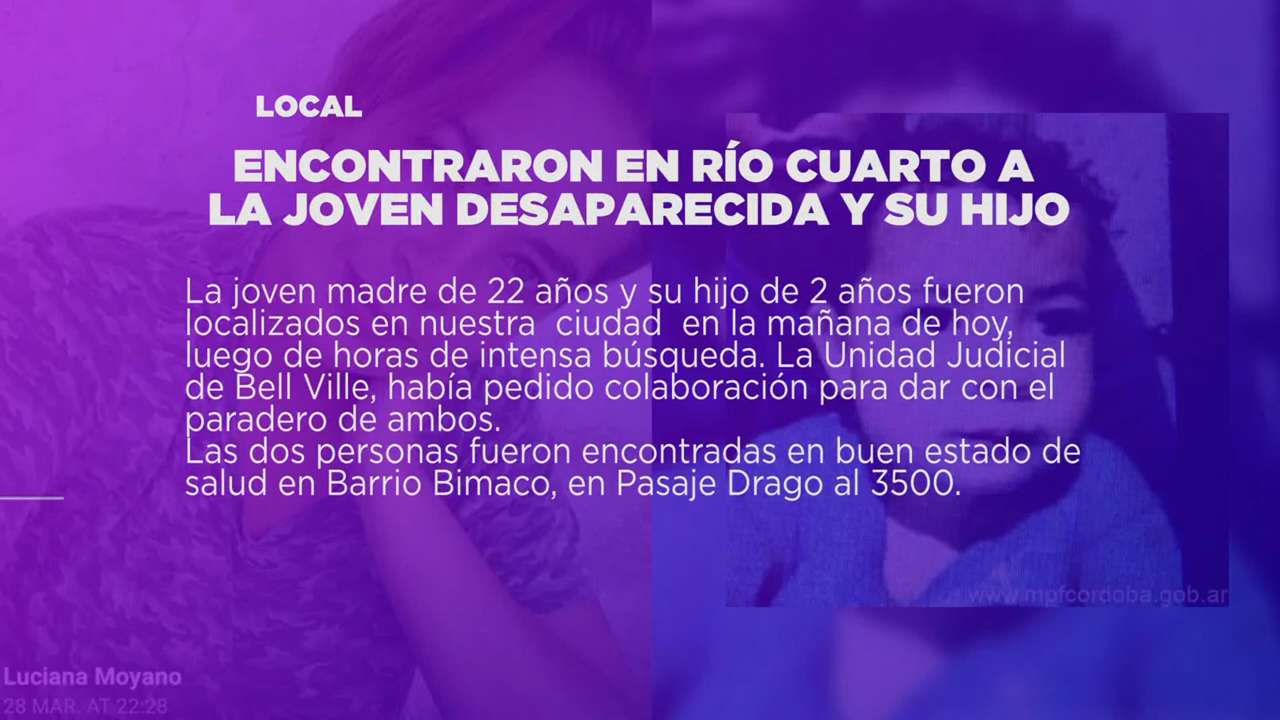 LOCAL
ENCONTRARON EN RÍO CUARTO A
LA JOVEN DESAPARECIDA Y SU HIJO
La joven madre de 22 años y su hijo de 2 años fueron
localizados en nuestra ciudad en la mañana de hoy,
luego de horas de intensa búsqueda. La Unidad Judicial
de Bell Ville, había pedido colaboración para dar con el
paradero de ambos.
Las dos personas fueron encontradas en buen estado de
salud en Barrio Bimaco, en Pasaje Drago al 3500.
www.mpfcordoba.gob.ar
Luciana Moyano
28 MAR. AT 22:28